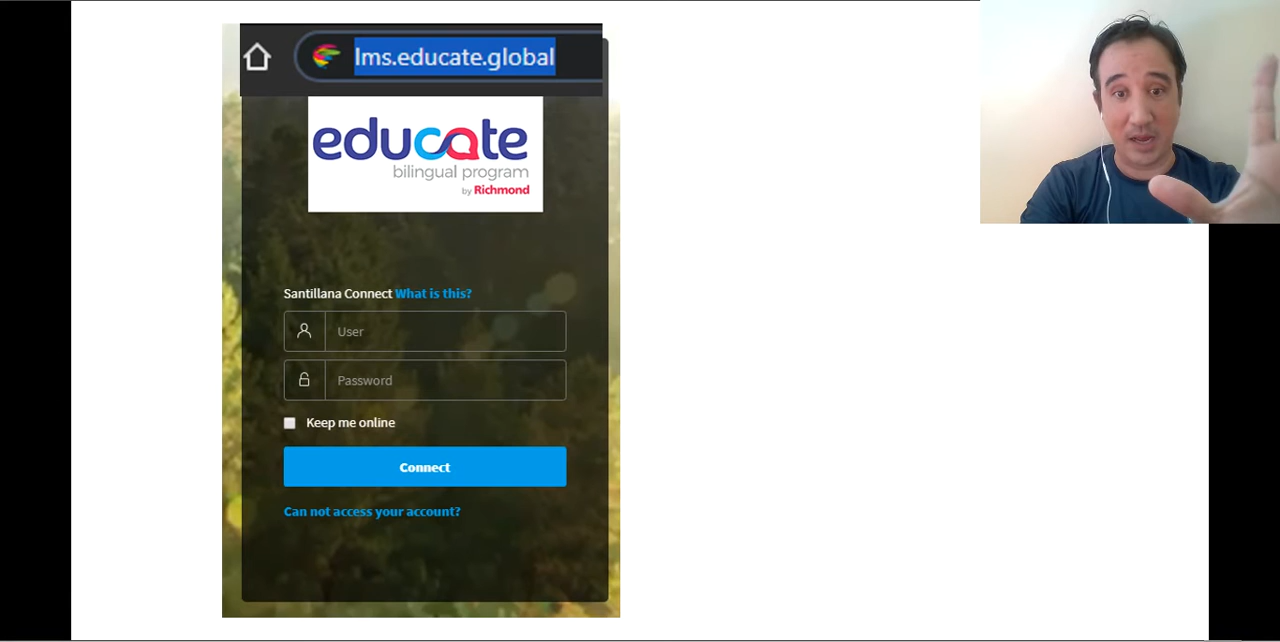 lms.educate.global
educate
bilingual program
by Richmond
Santillana Connect What is this?
User
Password
Keep me online
Connect
Can not access your account?